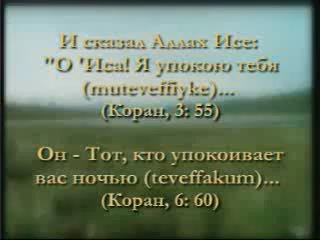 И сказал Аллах Исе:
"О 'Иса! Я упокою тебя
(muteveffiyke)...
(Коран, 3: 55)
Он - Тот, кто упокоивает
вас ночью (teveffakum)...
(Коран, 6: 60)